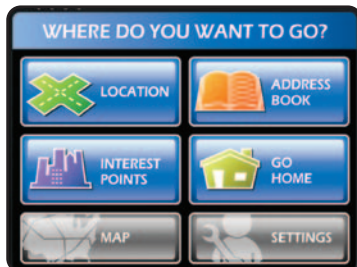 WHERE DO YOU WANT TO GO?
LOCATION
ADDRESS
BOOK
INTEREST
POINTS
GO
HOME
MAP
SETTINGS